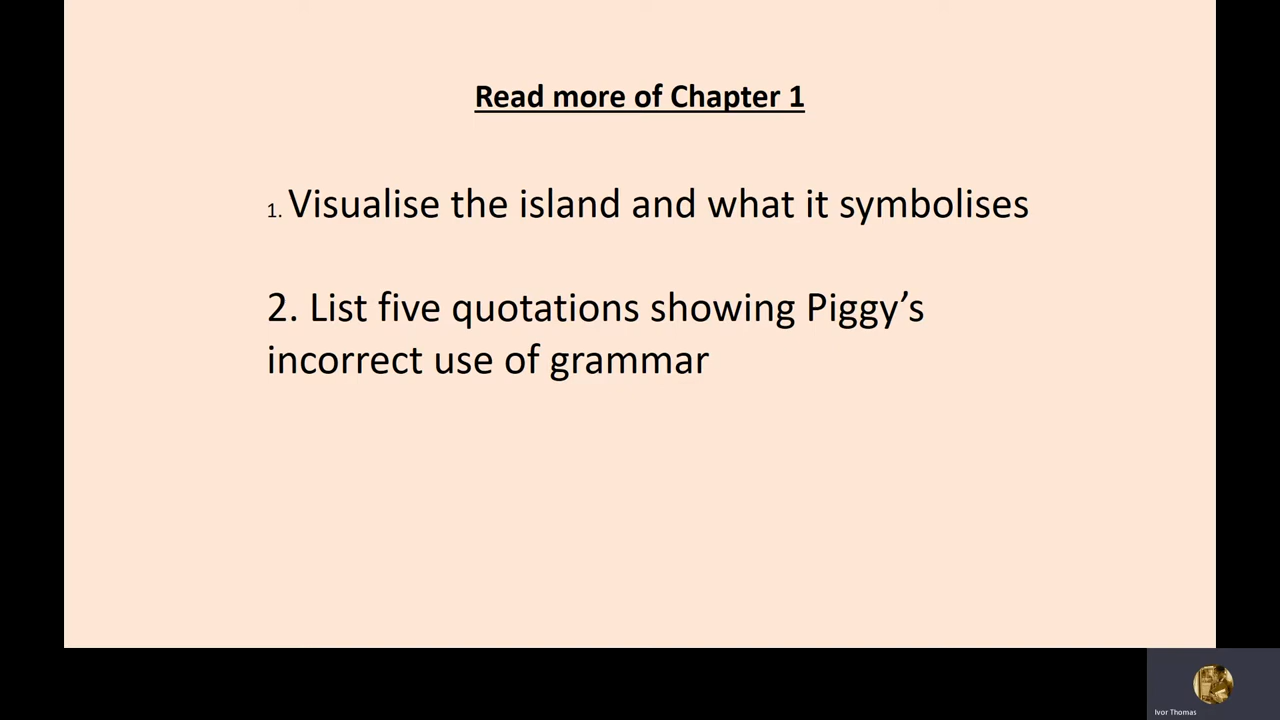 Read more of Chapter 1
1. Visualise the island and what it symbolises
2. List five quotations showing Piggy’s
incorrect use of grammar
Ivor Thomas